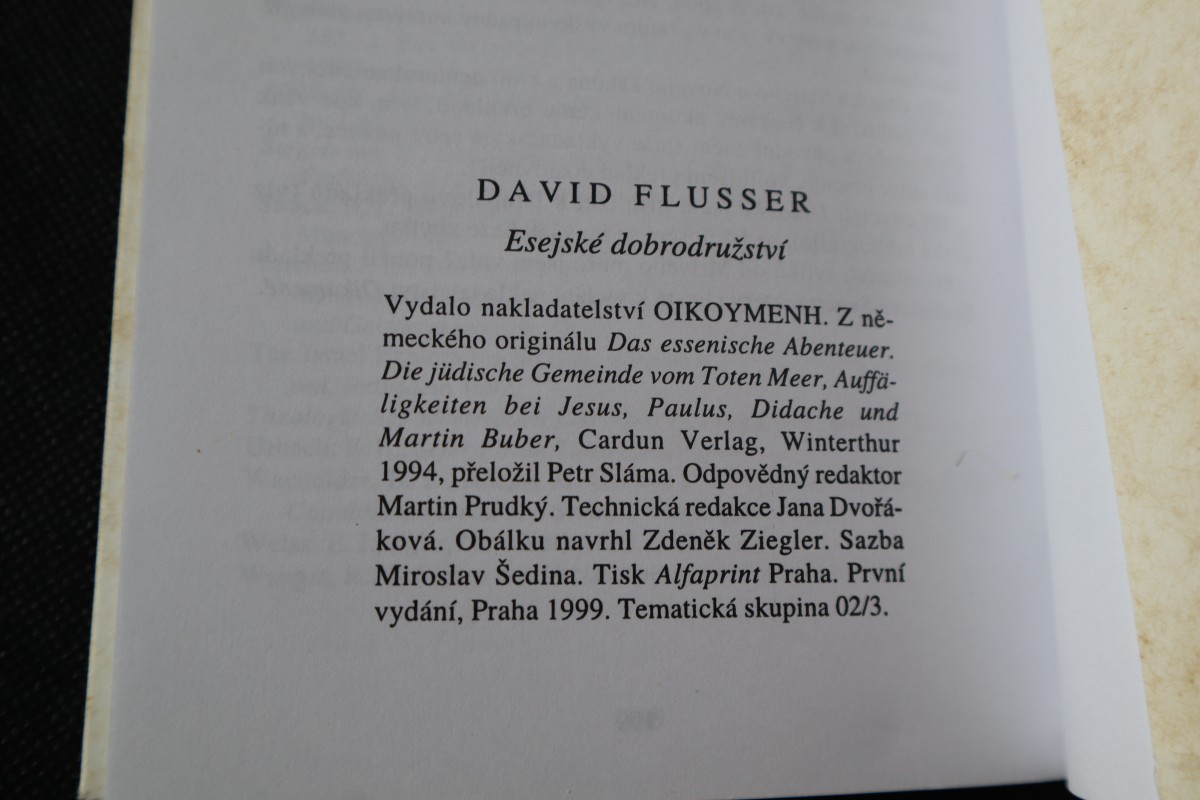 DAVID FLUSSER
Esejské dobrodružství
Vydalo nakladatelství OIKOYMENH. Z ně-
meckého originálu Das essenische Abenteuer.
Die jüdische Gemeinde vom Toten Meer, Auffä-
ligkeiten bei Jesus, Paulus, Didache und
Martin Buber, Cardun Verlag, Winterthur
1994, přeložil Petr Sláma. Odpovědný redaktor
Martin Prudký. Technická redakce Jana Dvořá-
ková. Obálku navrhl Zdeněk Ziegler. Sazba
Miroslav Šedina. Tisk Alfaprint Praha. První
vydání, Praha 1999. Tematická skupina 02/3.